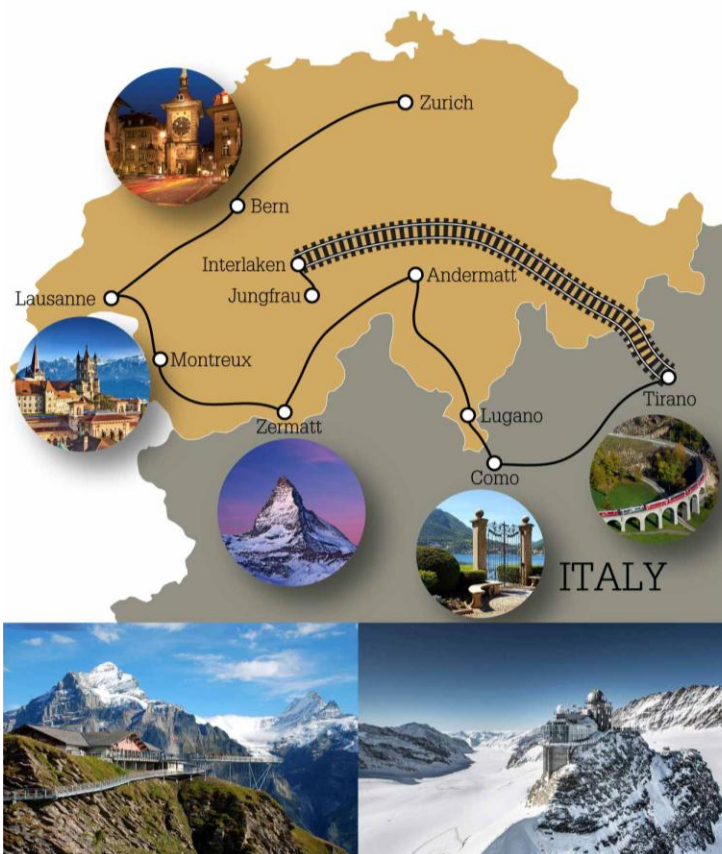 Zurich
Bern
Interlaken
Andermatt
Jungfrau
Lausanne
Montreux
Tirano
Lugano
Zermatt
Como
ITALY